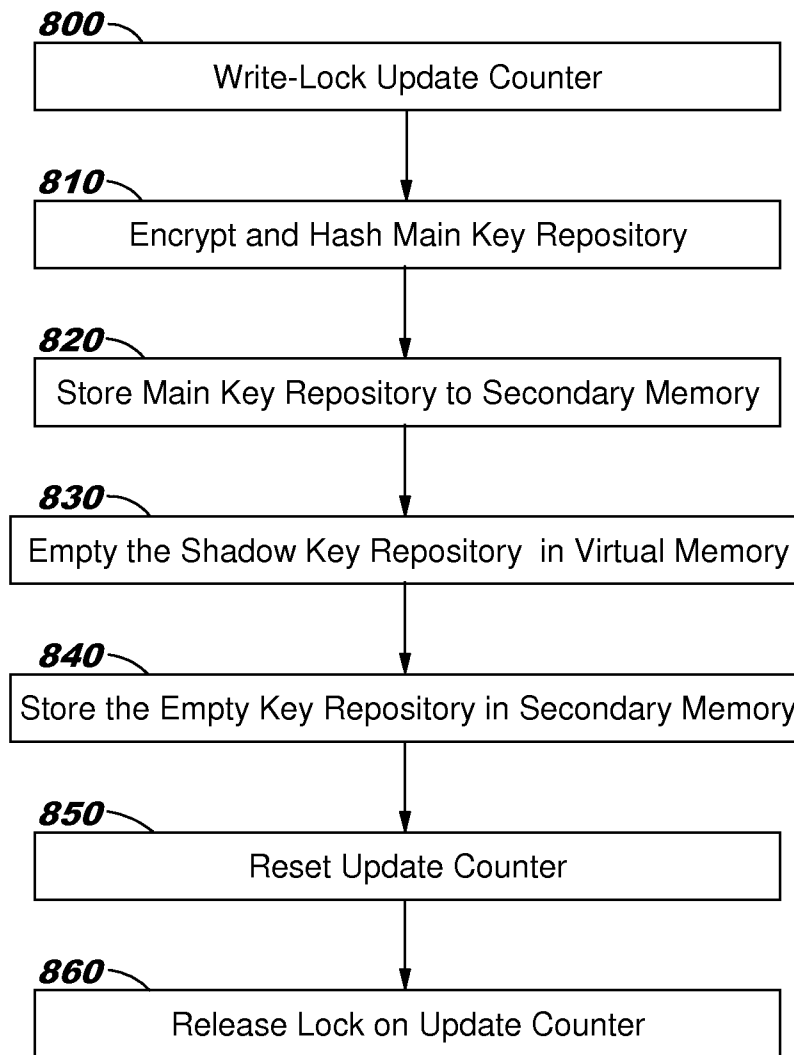 800
Write-Lock Update Counter
810
Encrypt and Hash Main Key Repository
820
Store Main Key Repository to Secondary Memory
830
Empty the Shadow Key Repository in Virtual Memory
840
Store the Empty Key Repository in Secondary Memory
850
Reset Update Counter
860
Release Lock on Update Counter